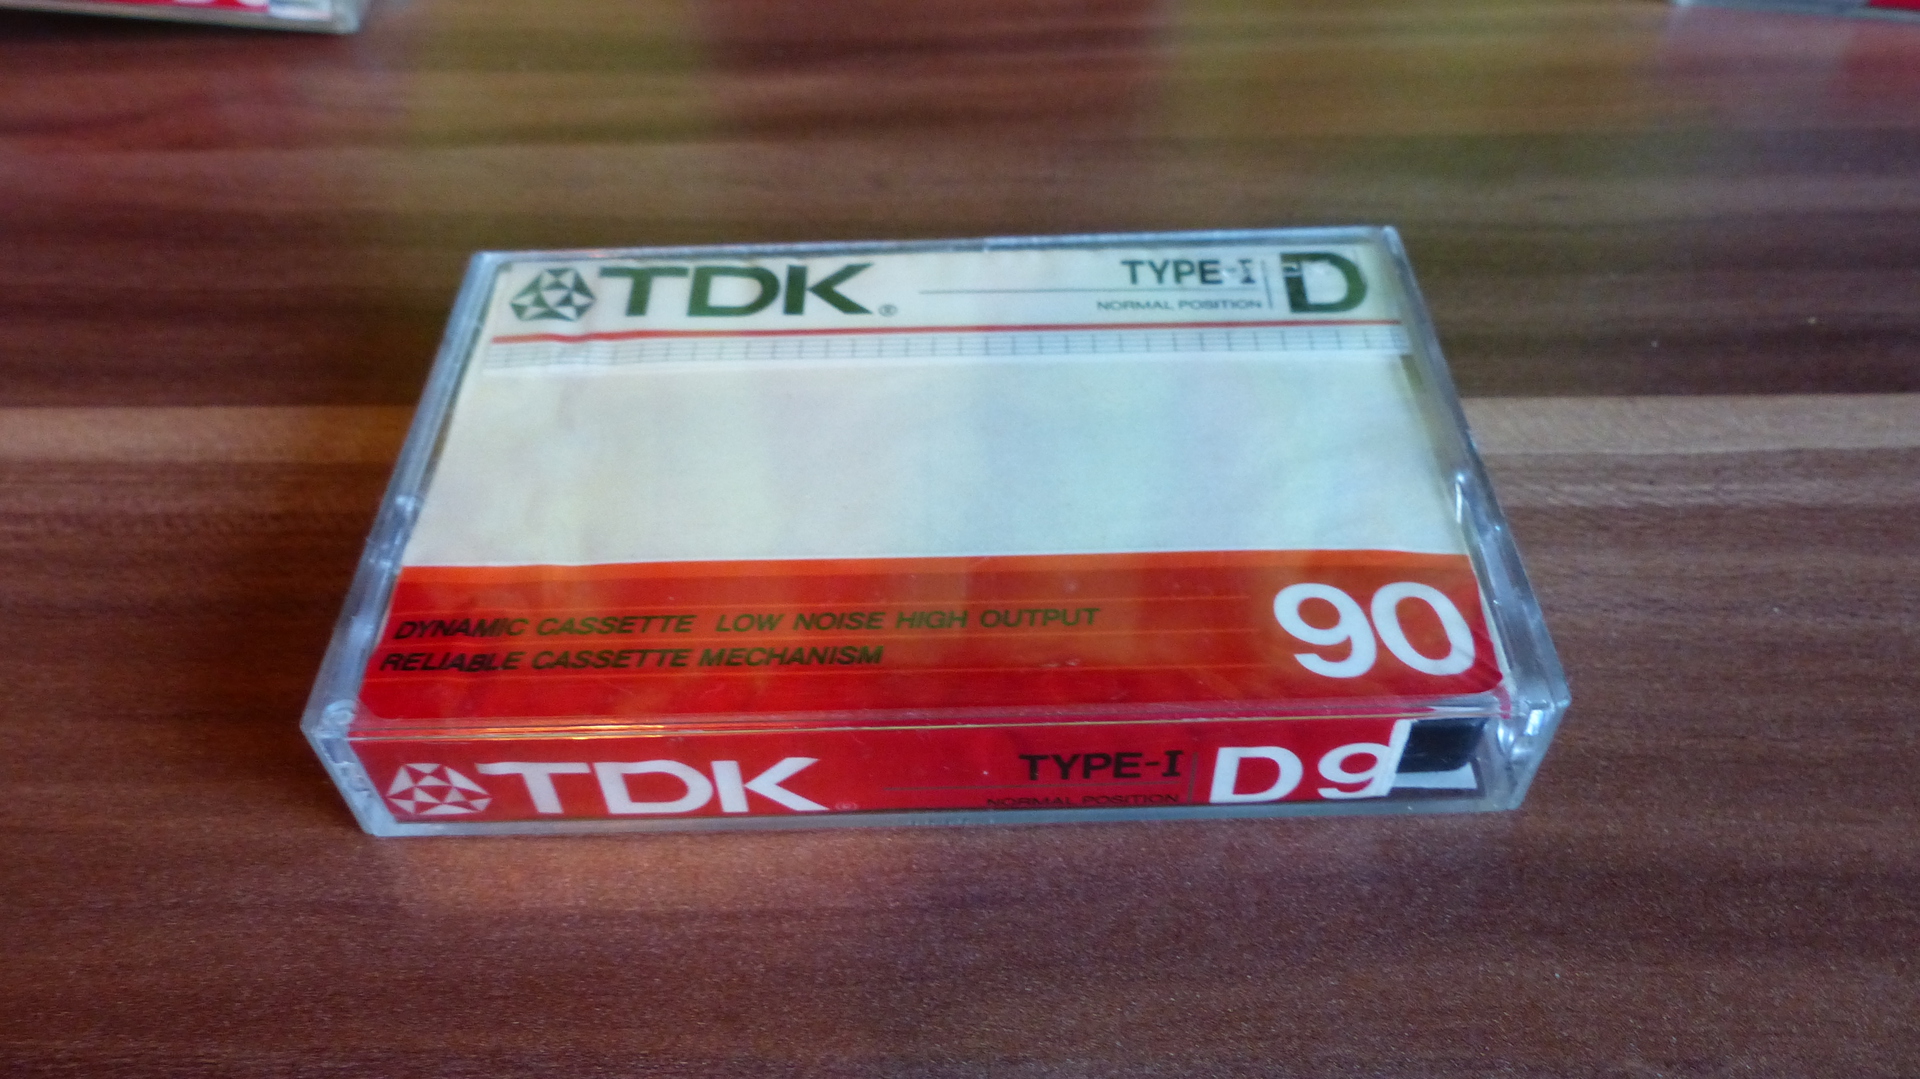 TDK® TYPE-I D
NORMAL POSITION
DYNAMIC CASSETTE LOW NOISE HIGH OUTPUT
RELIABLE CASSETTE MECHANISM
90
TDK® TYPE-I D9
NORMAL POSITION